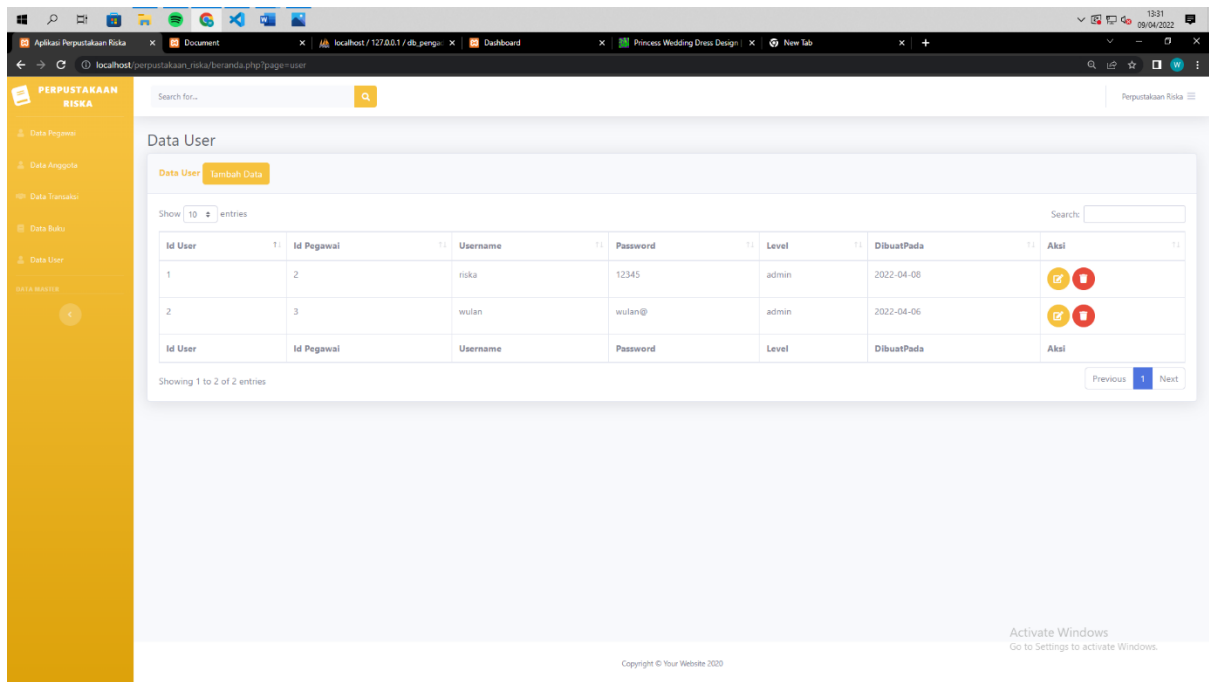 13:31
09/04/2022
Aplikasi Perpustakaan Riska
Document
localhost / 127.0.0.1 / db_penga
Dashboard
Princess Wedding Dress Design |
New Tab
localhost/perpustakaan_riska/beranda.php?page=user
W
PERPUSTAKAAN
RISKA
Search for...
Perpustakaan Riska
Data Pegawai
Data Anggota
Data Transaksi
Data Buku
Data User
DATA MASTER
Data User
Data User Tambah Data
Show 10 entries
Search:
Id User Id Pegawai Username Password Level DibuatPada Aksi
1 2 riska 12345 admin 2022-04-08
2 3 wulan wulan@ admin 2022-04-06
Id User Id Pegawai Username Password Level DibuatPada Aksi
Showing 1 to 2 of 2 entries
Previous 1 Next
Activate Windows
Go to Settings to activate Windows.
Copyright © Your Website 2020